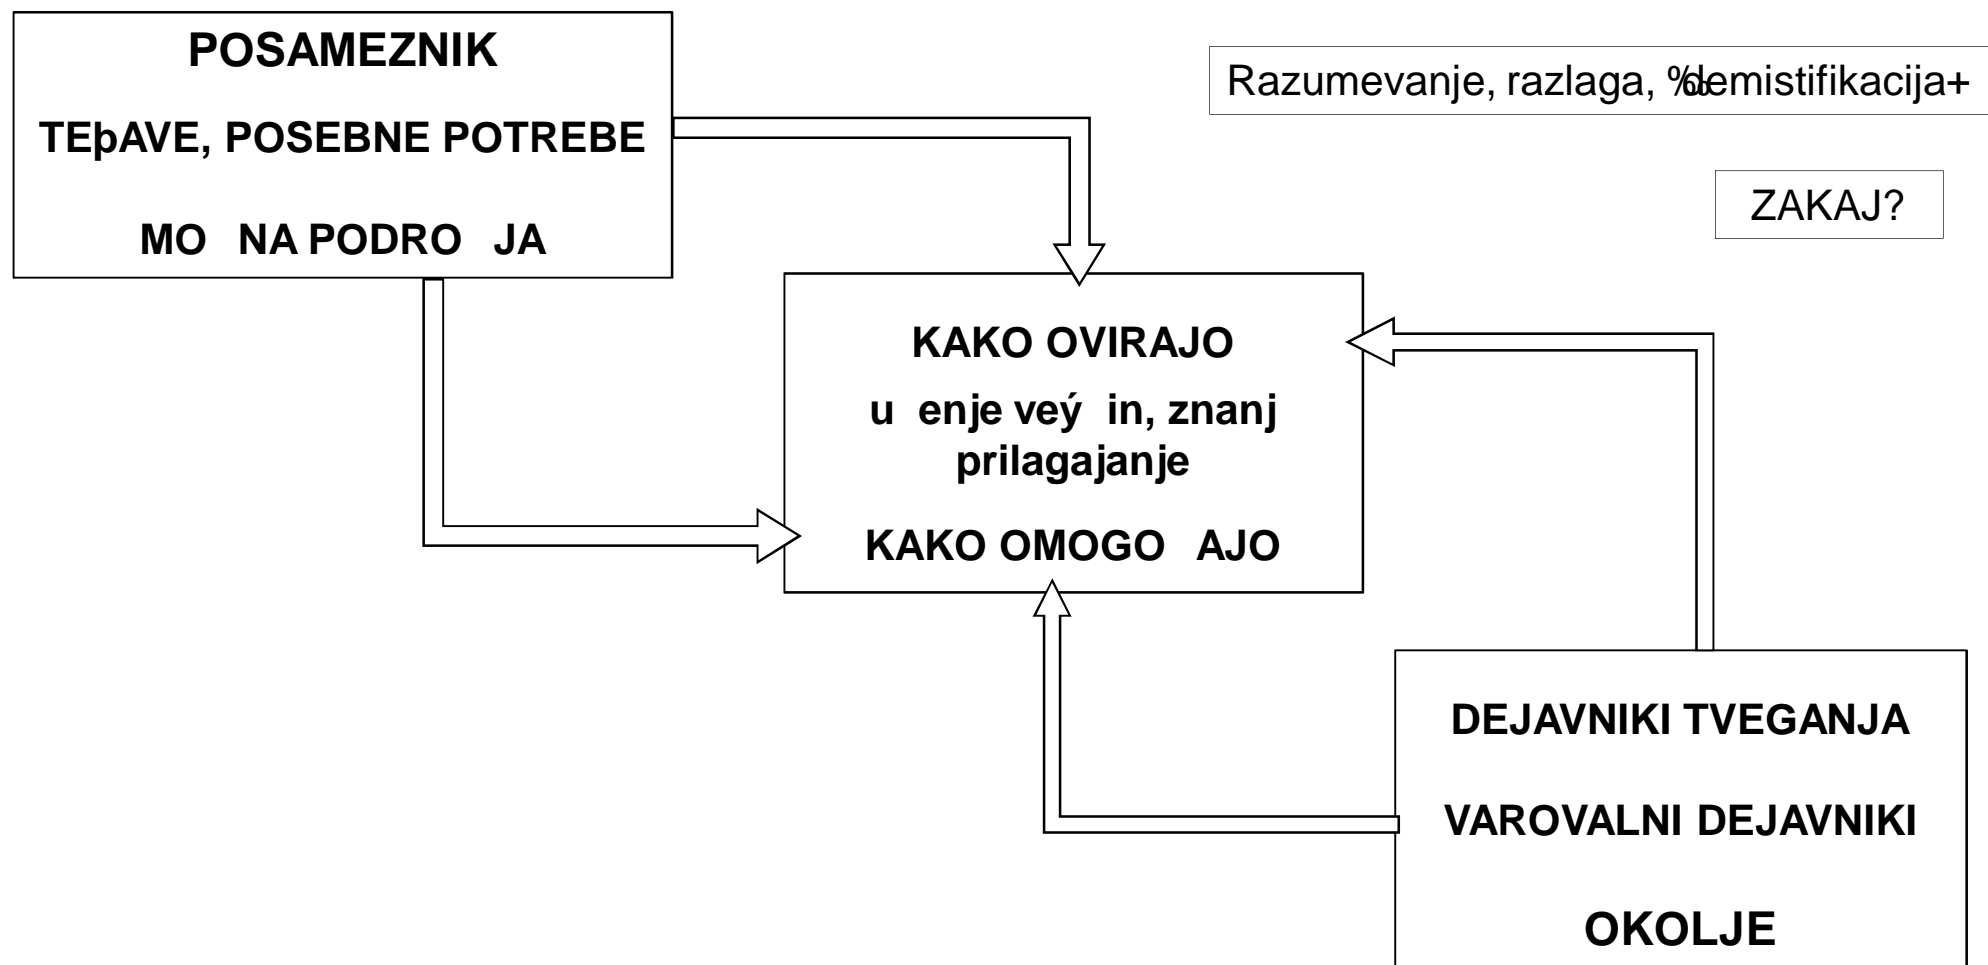 POSAMEZNIK
TEþAVE, POSEBNE POTREBE
MO NA PODRO JA
Razumevanje, razlaga, %demistifikacija+
ZAKAJ?
KAKO OVIRAJO
u enje veý in, znanj
prilagajanje
KAKO OMOGO AJO
DEJAVNIKI TVEGANJA
VAROVALNI DEJAVNIKI
OKOLJE